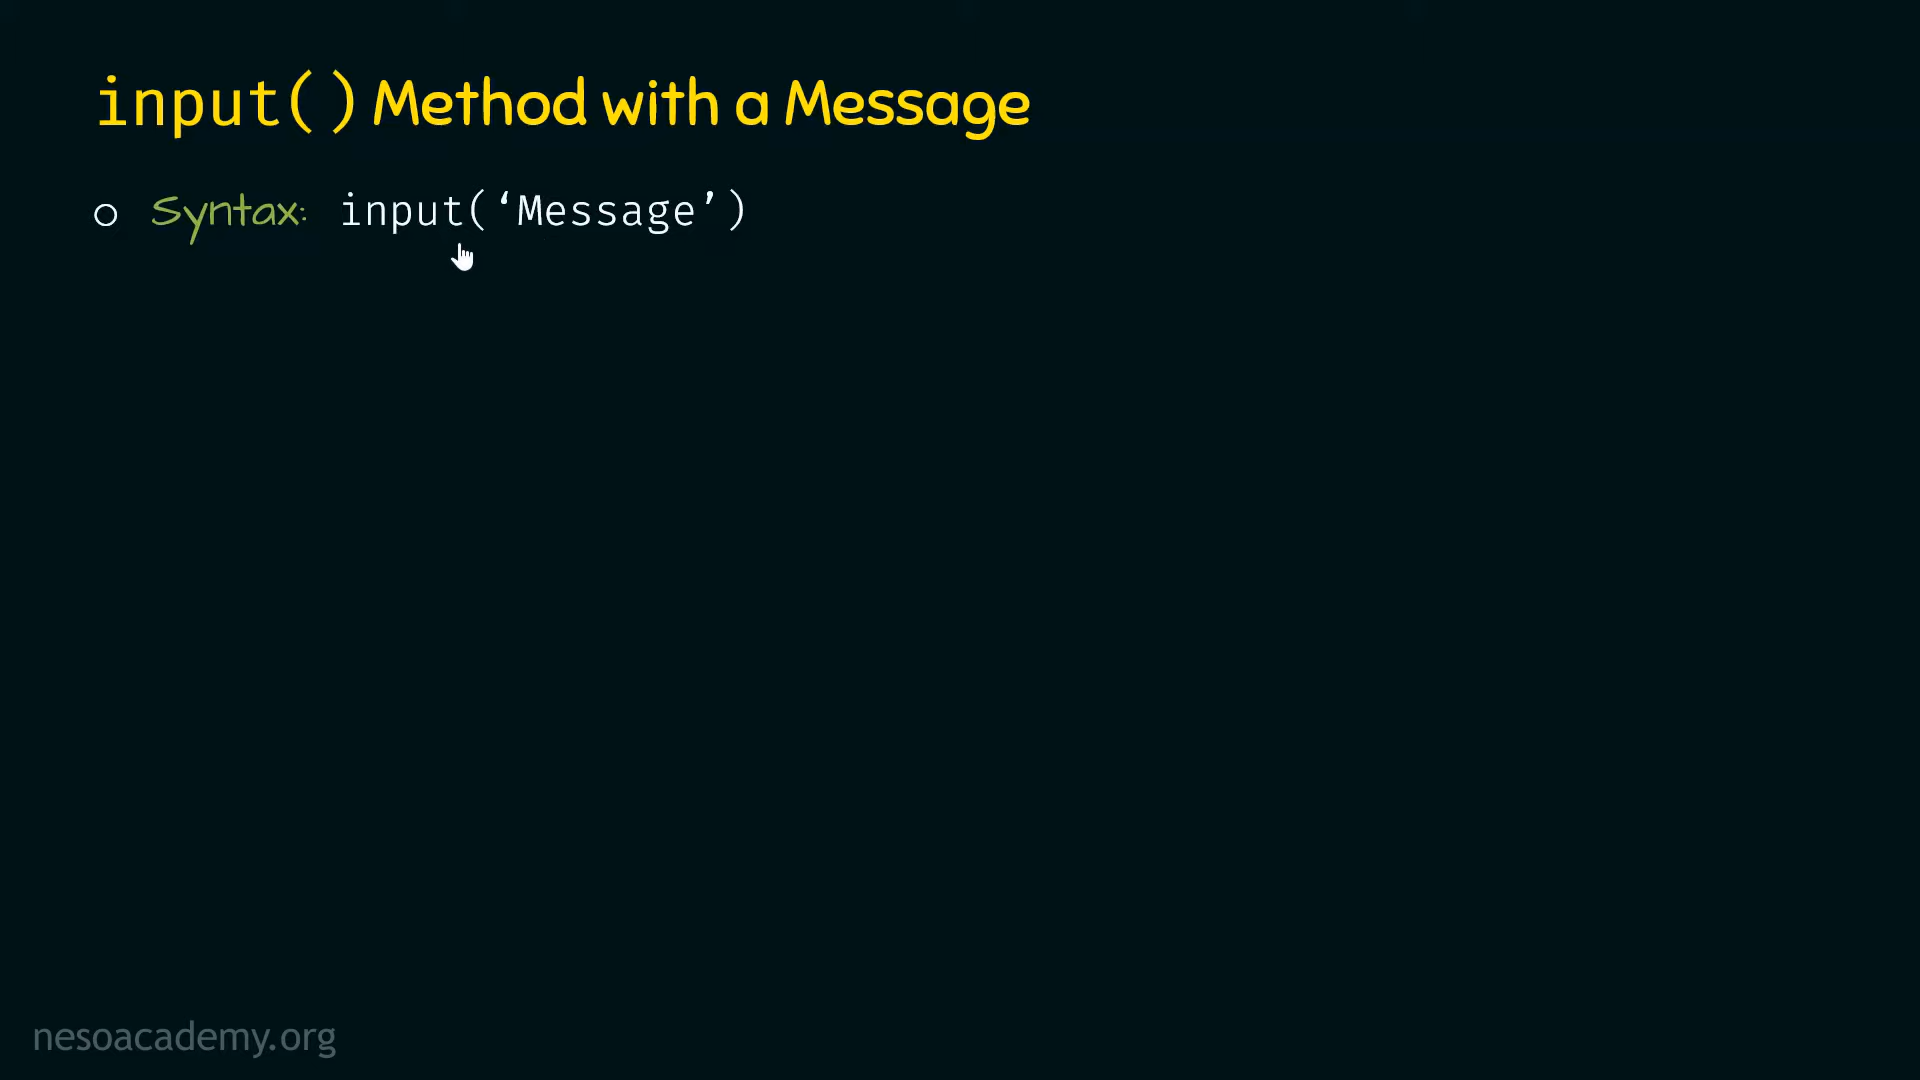 input() Method with a Message
Syntax: input(‘Message’)
nesoacademy.org